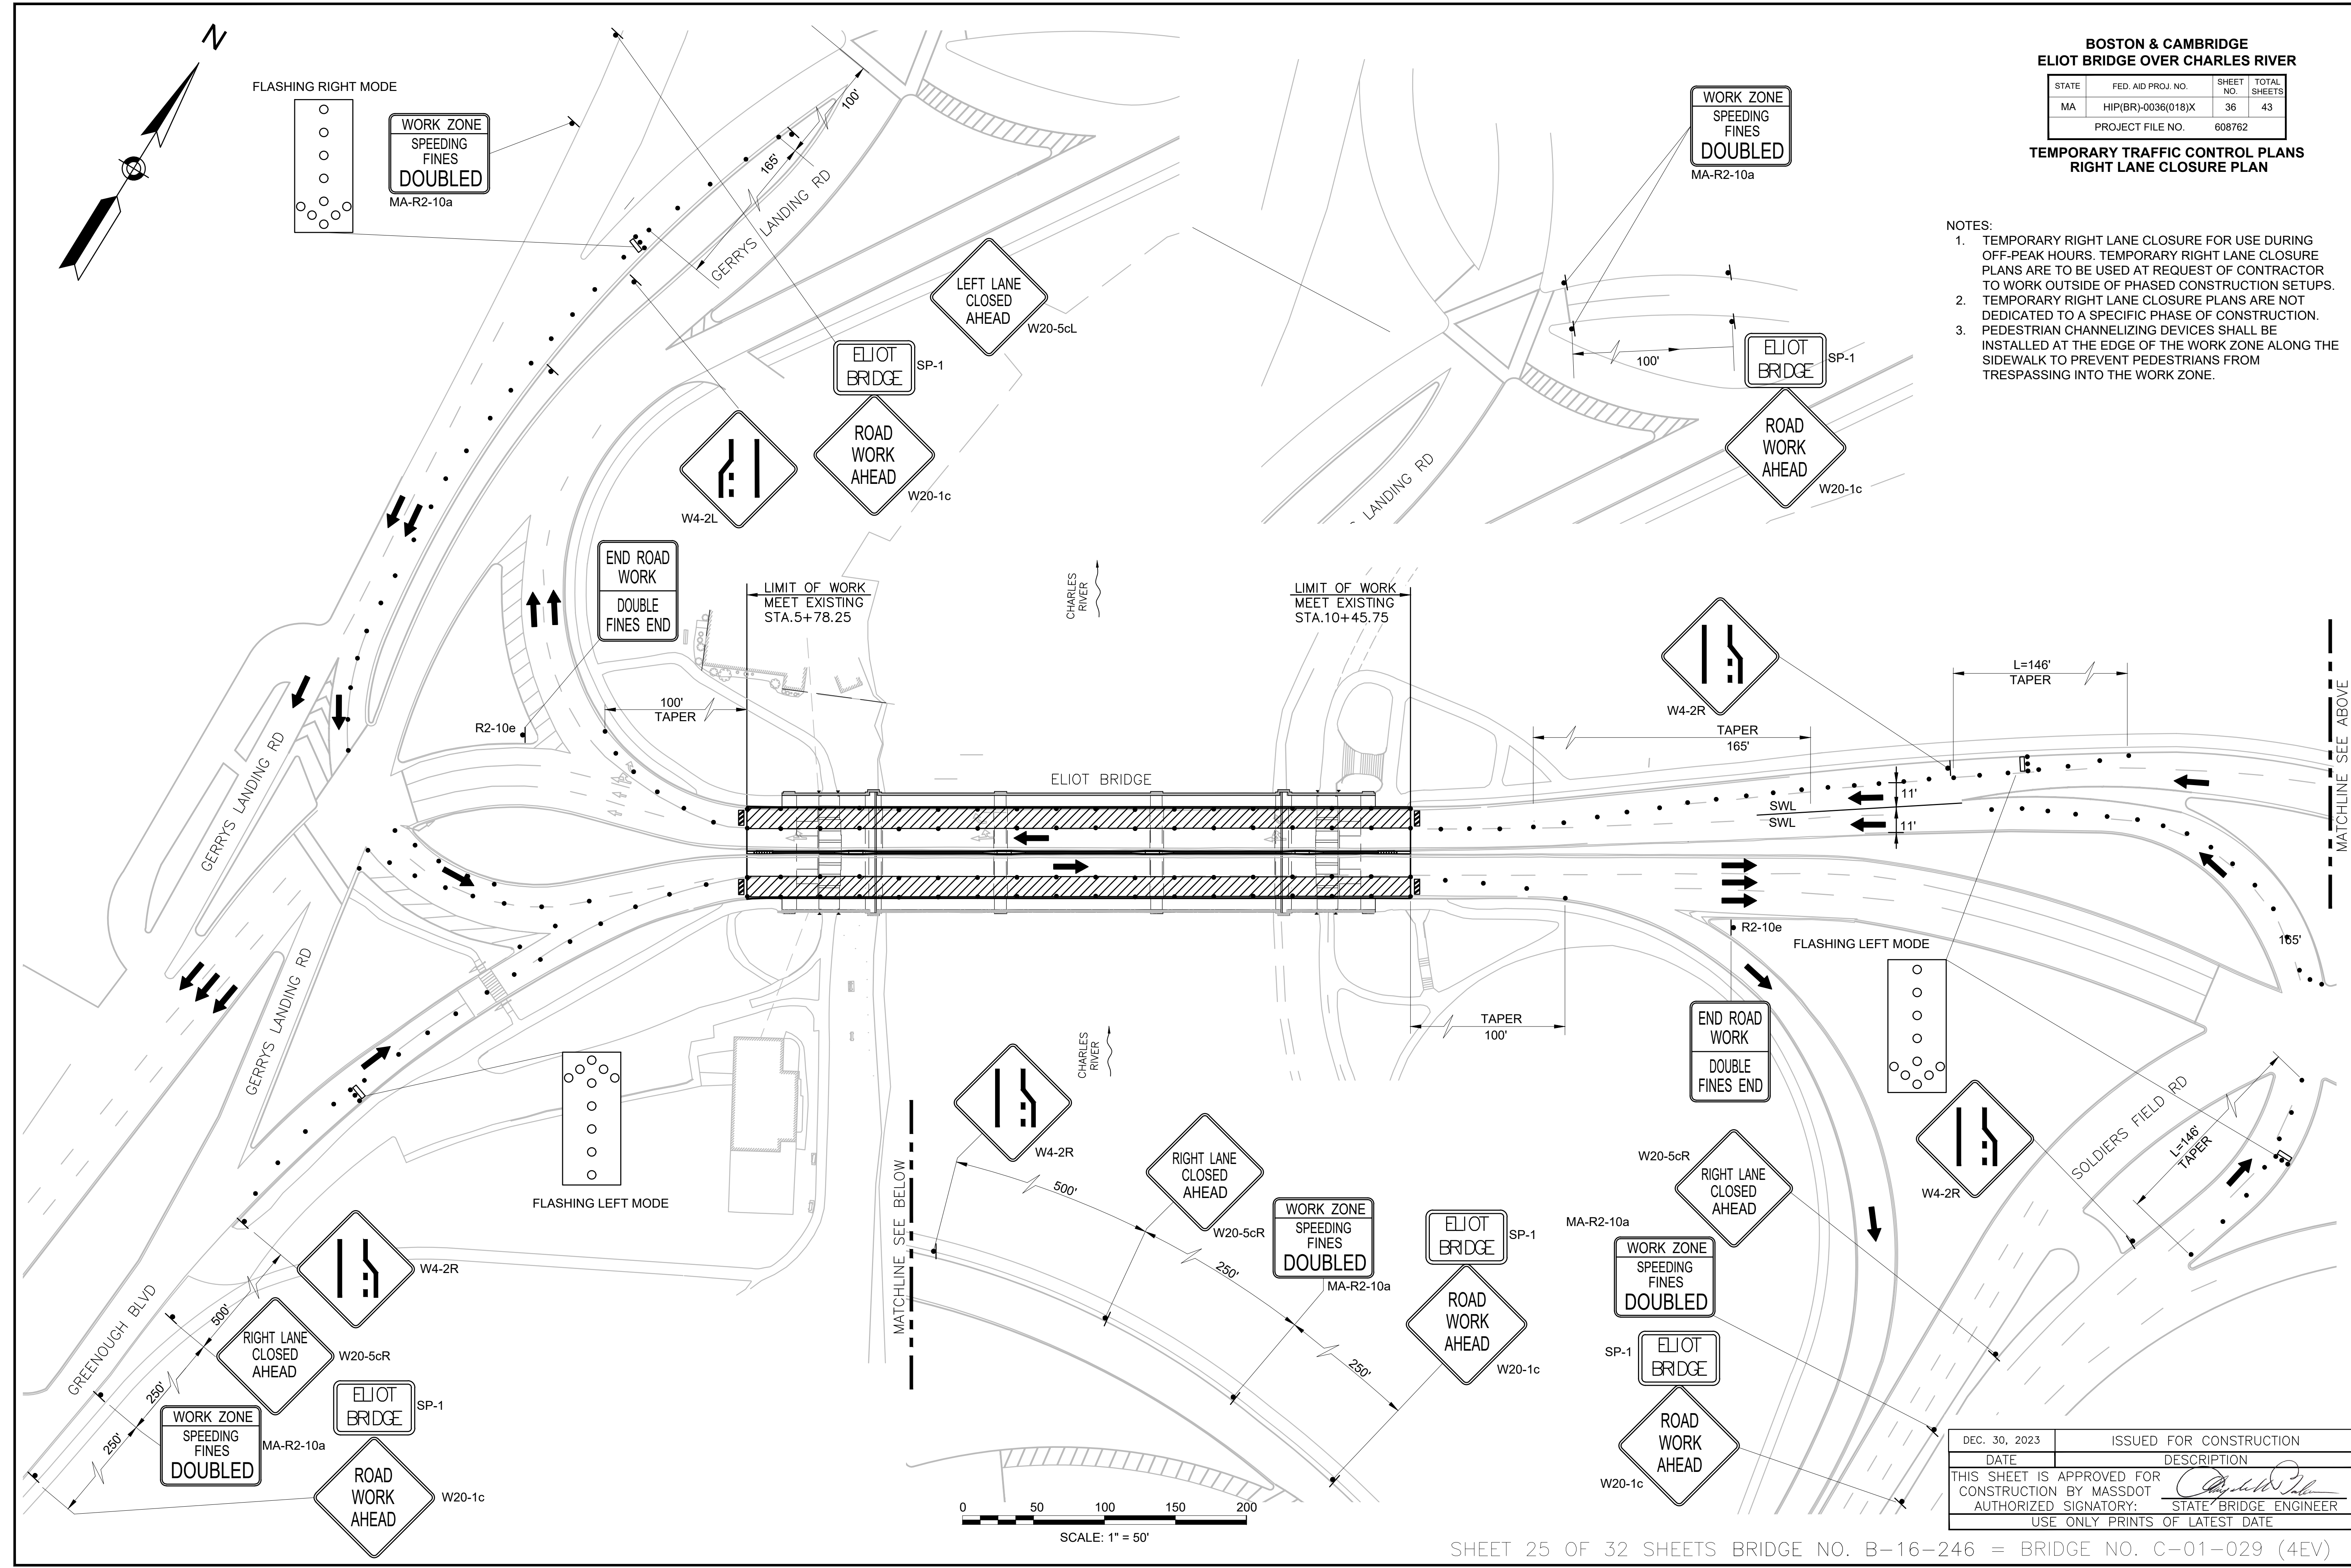 BOSTON & CAMBRIDGE
ELIOT BRIDGE OVER CHARLES RIVER
STATE FED. AID PROJ. NO. SHEET NO. TOTAL SHEETS
MA HIP(BR)-0036(018)X 36 43
PROJECT FILE NO. 608762
TEMPORARY TRAFFIC CONTROL PLANS
RIGHT LANE CLOSURE PLAN
NOTES:
1. TEMPORARY RIGHT LANE CLOSURE FOR USE DURING
OFF-PEAK HOURS. TEMPORARY RIGHT LANE CLOSURE
PLANS ARE TO BE USED AT REQUEST OF CONTRACTOR
TO WORK OUTSIDE OF PHASED CONSTRUCTION SETUPS.
2. TEMPORARY RIGHT LANE CLOSURE PLANS ARE NOT
DEDICATED TO A SPECIFIC PHASE OF CONSTRUCTION.
3. PEDESTRIAN CHANNELIZING DEVICES SHALL BE
INSTALLED AT THE EDGE OF THE WORK ZONE ALONG THE
SIDEWALK TO PREVENT PEDESTRIANS FROM
TRESPASSING INTO THE WORK ZONE.
N
FLASHING RIGHT MODE
WORK ZONE
SPEEDING
FINES
DOUBLED
MA-R2-10a
100'
165'
GERRYS LANDING RD
LEFT LANE
CLOSED
AHEAD
W20-5cL
ELIOT
BRIDGE
SP-1
ROAD
WORK
AHEAD
W20-1c
W4-2L
WORK ZONE
SPEEDING
FINES
DOUBLED
MA-R2-10a
100'
ELIOT
BRIDGE
SP-1
ROAD
WORK
AHEAD
W20-1c
LANDING RD
END ROAD
WORK
DOUBLE
FINES END
R2-10e
LIMIT OF WORK
MEET EXISTING
STA.5+78.25
CHARLES
RIVER
LIMIT OF WORK
MEET EXISTING
STA.10+45.75
100'
TAPER
ELIOT BRIDGE
W4-2R
L=146'
TAPER
TAPER
165'
SWL
SWL
11'
11'
MATCHLINE SEE ABOVE
165'
GERRYS LANDING RD
GERRYS LANDING RD
R2-10e
FLASHING LEFT MODE
END ROAD
WORK
DOUBLE
FINES END
TAPER
100'
CHARLES
RIVER
FLASHING LEFT MODE
W4-2R
GREENOUGH BLVD
500'
RIGHT LANE
CLOSED
AHEAD
W20-5cR
250'
WORK ZONE
SPEEDING
FINES
DOUBLED
MA-R2-10a
250'
ELIOT
BRIDGE
SP-1
ROAD
WORK
AHEAD
W20-1c
MATCHLINE SEE BELOW
W4-2R
500'
RIGHT LANE
CLOSED
AHEAD
W20-5cR
250'
WORK ZONE
SPEEDING
FINES
DOUBLED
MA-R2-10a
250'
ELIOT
BRIDGE
SP-1
ROAD
WORK
AHEAD
W20-1c
0 50 100 150 200
SCALE: 1" = 50'
W20-5cR
RIGHT LANE
CLOSED
AHEAD
MA-R2-10a
WORK ZONE
SPEEDING
FINES
DOUBLED
SP-1
ELIOT
BRIDGE
ROAD
WORK
AHEAD
W20-1c
W4-2R
SOLDIERS FIELD RD
L=146'
TAPER
DEC. 30, 2023 ISSUED FOR CONSTRUCTION
DATE DESCRIPTION
THIS SHEET IS APPROVED FOR
CONSTRUCTION BY MASSDOT
AUTHORIZED SIGNATORY: STATE BRIDGE ENGINEER
USE ONLY PRINTS OF LATEST DATE
SHEET 25 OF 32 SHEETS BRIDGE NO. B-16-246 = BRIDGE NO. C-01-029 (4EV)